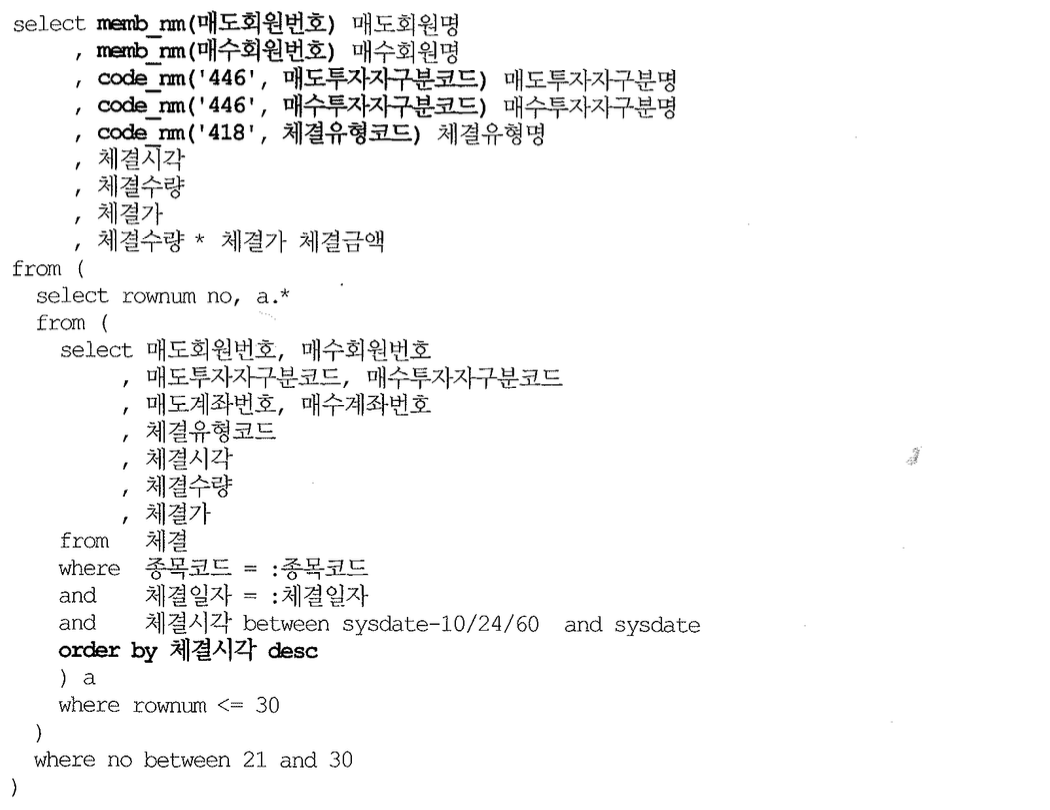 select memb_nm(매도회원번호) 매도회원명
, memb_nm(매수회원번호) 매수회원명
, code_nm('446', 매도투자자구분코드) 매도투자자구분명
, code_nm('446', 매수투자자구분코드) 매수투자자구분명
, code_nm('418', 체결유형코드) 체결유형명
, 체결시각
, 체결수량
, 체결가
, 체결수량 * 체결가 체결금액
from (
select rownum no, a.*
from (
select 매도회원번호, 매수회원번호
, 매도투자자구분코드, 매수투자자구분코드
, 매도계좌번호, 매수계좌번호
, 체결유형코드
, 체결시각
, 체결수량
, 체결가
from 체결
where 종목코드 = :종목코드
and 체결일자 = :체결일자
and 체결시각 between sysdate-10/24/60 and sysdate
order by 체결시각 desc
) a
where rownum <= 30
)
where no between 21 and 30
)